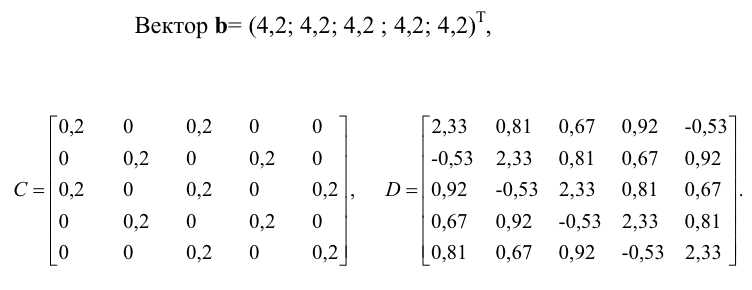 Вектор b= (4,2; 4,2; 4,2 ; 4,2; 4,2)ᵀ,
C = [0,2 0 0,2 0 0
0 0,2 0 0,2 0
0,2 0 0,2 0 0,2
0 0,2 0 0,2 0
0 0 0,2 0 0,2],
D = [2,33 0,81 0,67 0,92 -0,53
-0,53 2,33 0,81 0,67 0,92
0,92 -0,53 2,33 0,81 0,67
0,67 0,92 -0,53 2,33 0,81
0,81 0,67 0,92 -0,53 2,33].